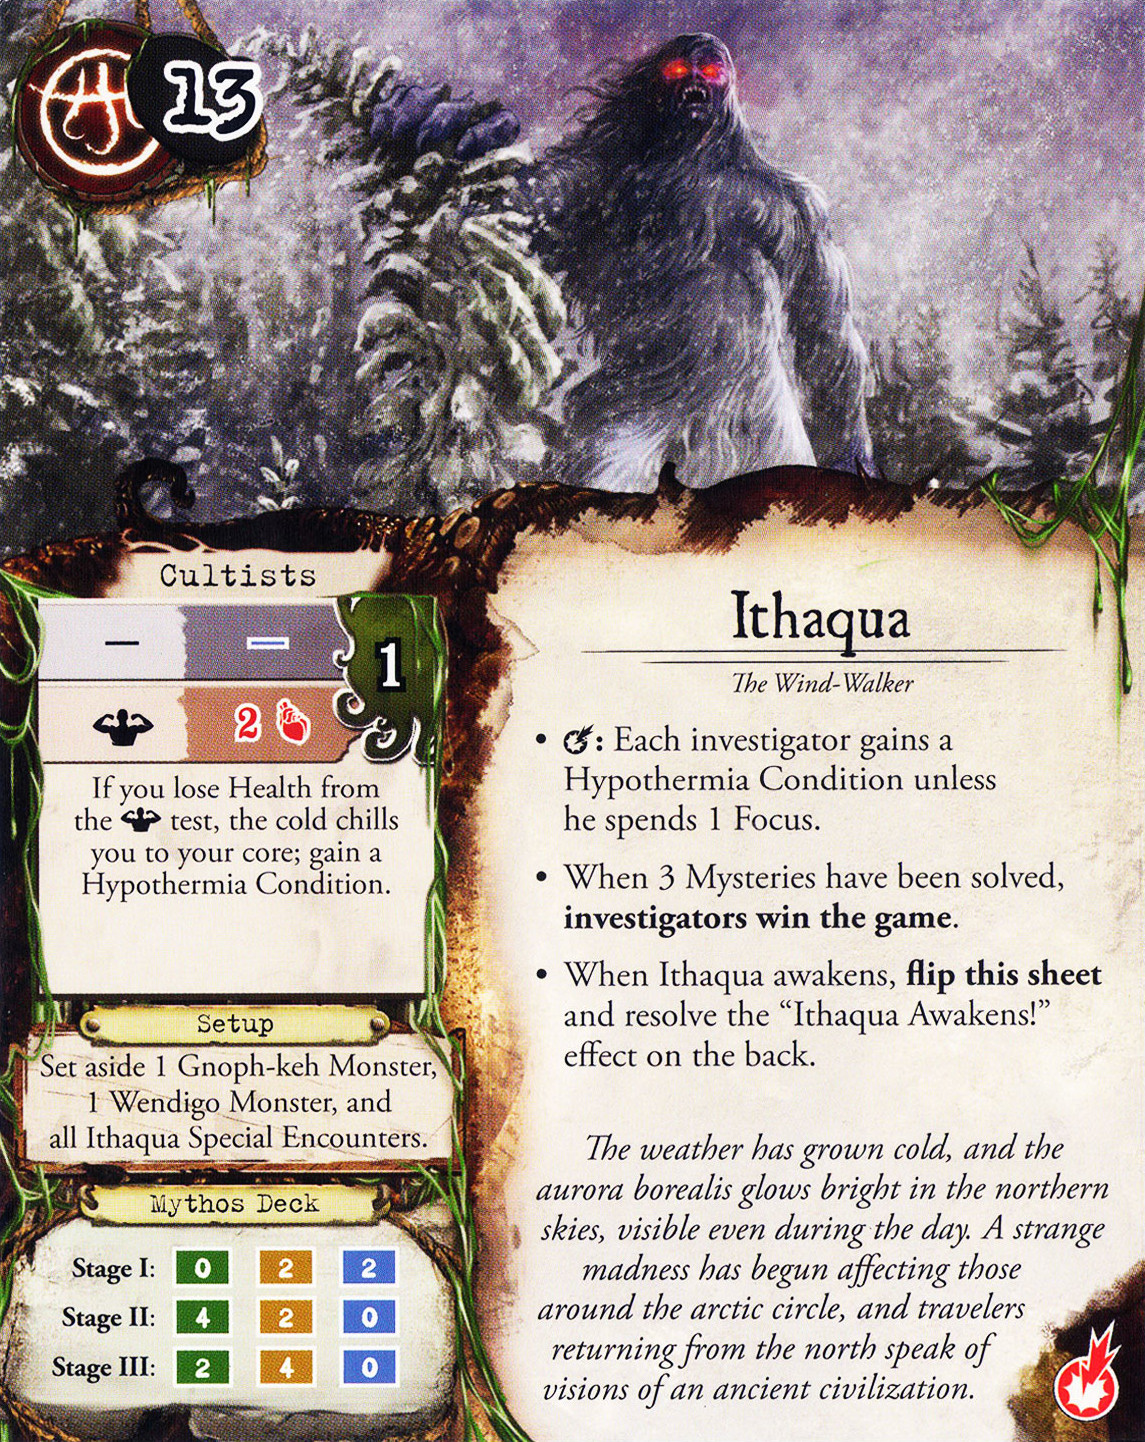 13
Cultists
— — 1
2
If you lose Health from
the test, the cold chills
you to your core; gain a
Hypothermia Condition.
Setup
Set aside 1 Gnoph-keh Monster,
1 Wendigo Monster, and
all Ithaqua Special Encounters.
Mythos Deck
Stage I: 0 2 2
Stage II: 4 2 0
Stage III: 2 4 0
Ithaqua
The Wind-Walker
• : Each investigator gains a
Hypothermia Condition unless
he spends 1 Focus.
• When 3 Mysteries have been solved,
investigators win the game.
• When Ithaqua awakens, flip this sheet
and resolve the “Ithaqua Awakens!”
effect on the back.
The weather has grown cold, and the
aurora borealis glows bright in the northern
skies, visible even during the day. A strange
madness has begun affecting those
around the arctic circle, and travelers
returning from the north speak of
visions of an ancient civilization.